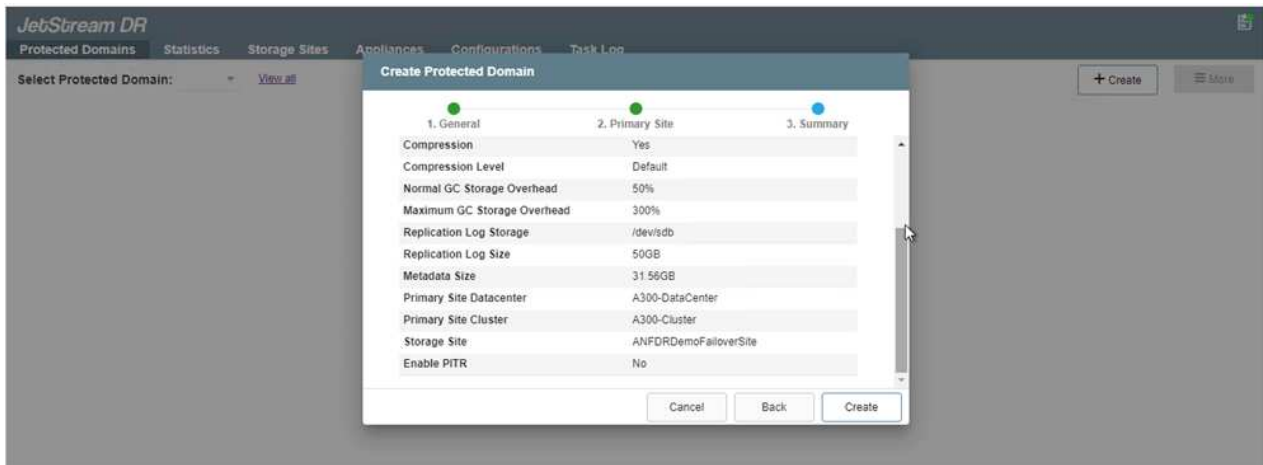 JetStream DR
Protected Domains Statistics Storage Sites Appliances Configurations Task Log
Select Protected Domain: View all
+ Create
More
Create Protected Domain
1. General 2. Primary Site 3. Summary
Compression Yes
Compression Level Default
Normal GC Storage Overhead 50%
Maximum GC Storage Overhead 300%
Replication Log Storage /dev/sdb
Replication Log Size 50GB
Metadata Size 31.56GB
Primary Site Datacenter A300-DataCenter
Primary Site Cluster A300-Cluster
Storage Site ANFDRDemoFailoverSite
Enable PITR No
Cancel Back Create